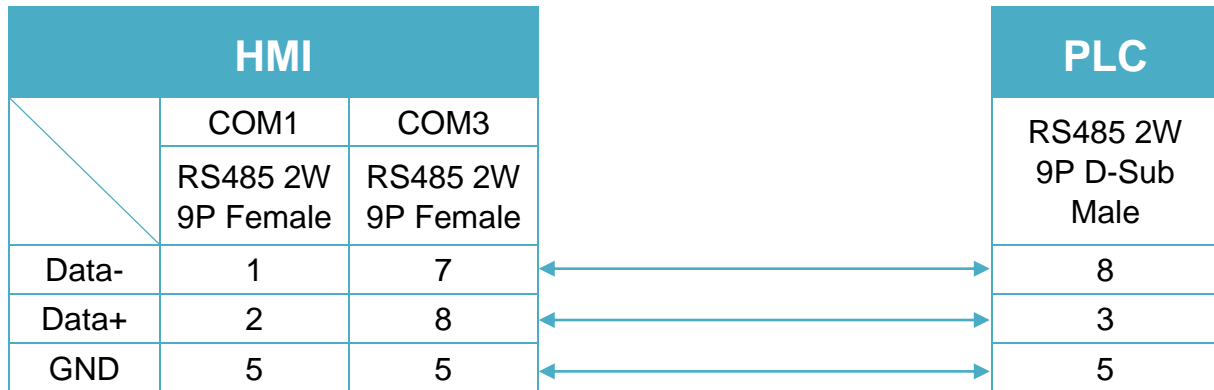 HMI PLC
COM1 COM3
RS485 2W RS485 2W RS485 2W
9P Female 9P Female 9P D-Sub
Male
Data- 1 7 8
Data+ 2 8 3
GND 5 5 5